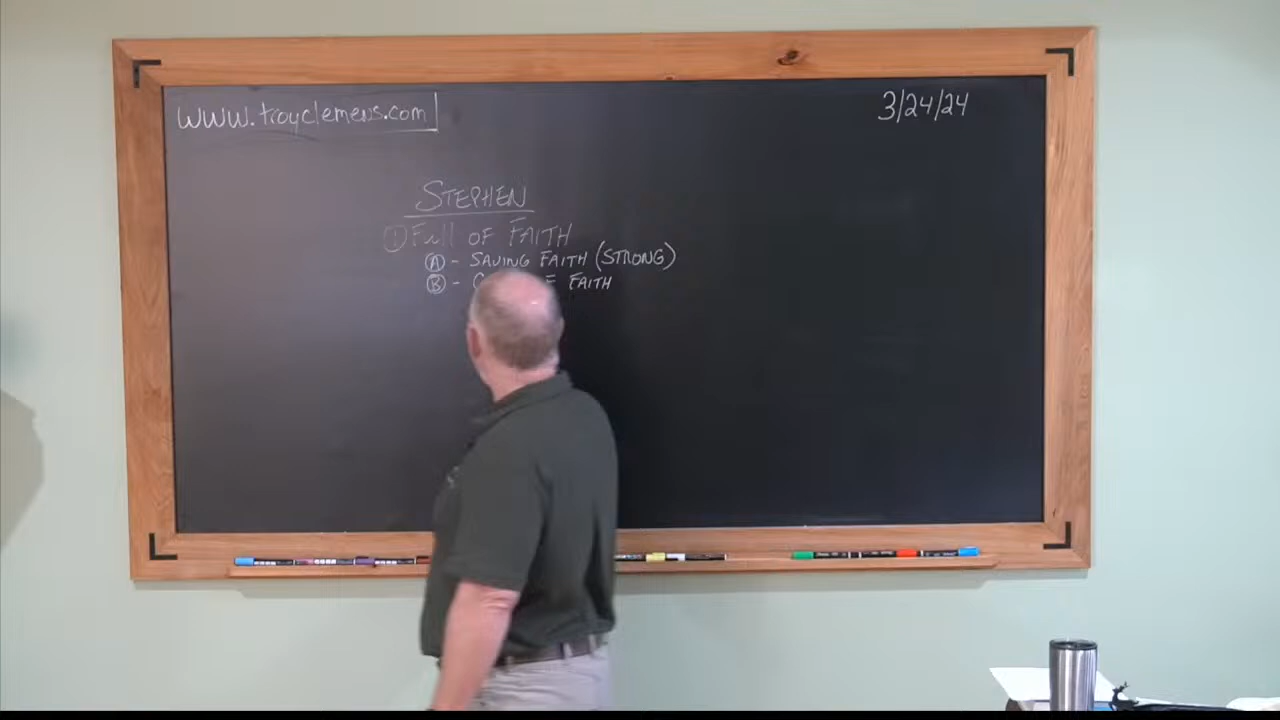 www.troyclemens.com
3/24/24
STEPHEN
① Full of FAITH
Ⓐ - SAVING FAITH (STRONG)
Ⓑ - FAITH